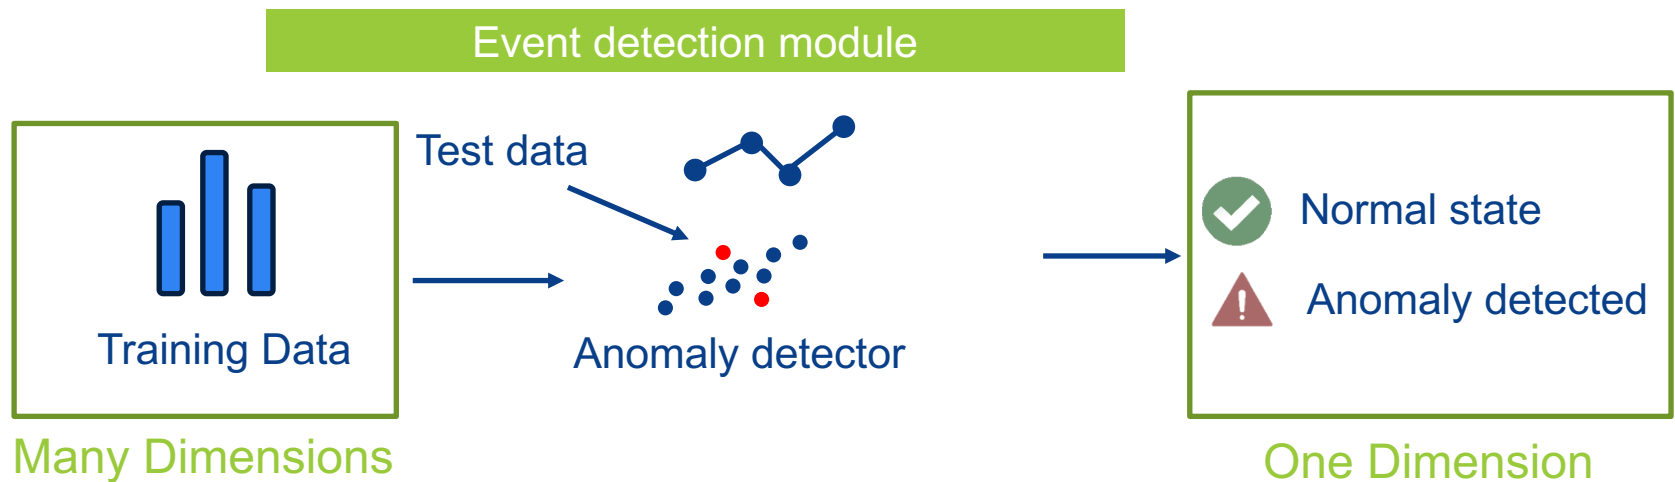 Event detection module
Test data
Training Data
Anomaly detector
Normal state
Anomaly detected
Many Dimensions
One Dimension